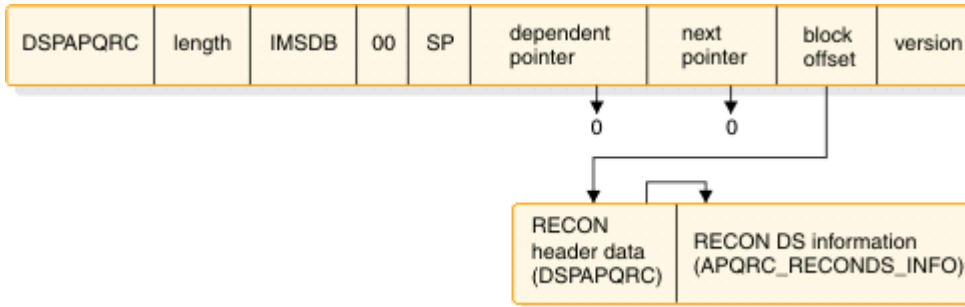 DSPAPQRC
length
IMSDB
00
SP
dependent
pointer
next
pointer
block
offset
version
0
0
RECON
header data
(DSPAPQRC)
RECON DS information
(APQRC_RECONDS_INFO)